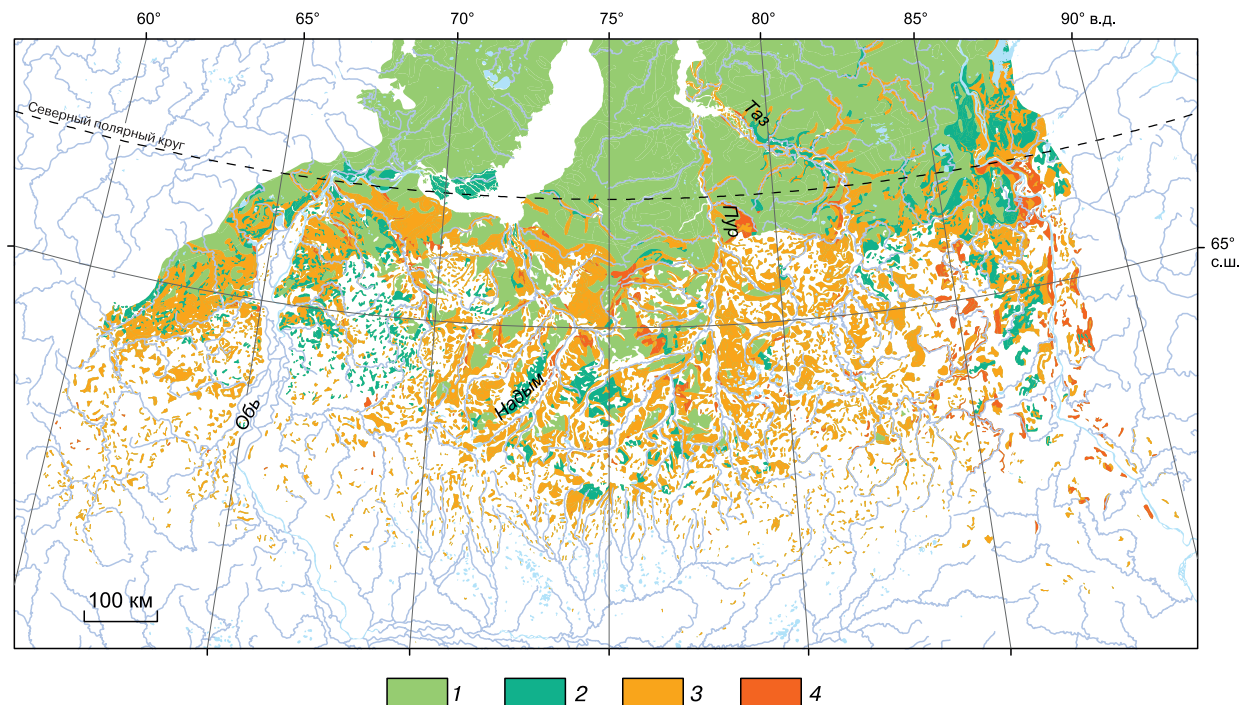 60° 65° 70° 75° 80° 85° 90° в.д.
Северный полярный круг
Таз
Пур
65°
с.ш.
Надым
Обь
100 км
1 2 3 4